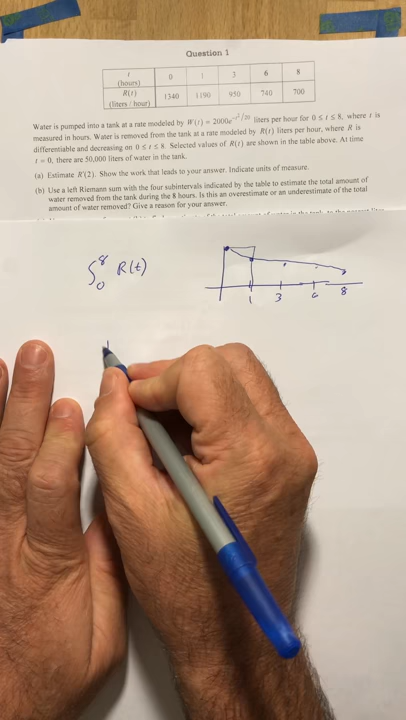 Question 1
t (hours) 0 1 3 6 8
R(t) (liters / hour) 1340 1190 950 740 700
Water is pumped into a tank at a rate modeled by W(t) = 2000e^(-t²/20) liters per hour for 0 ≤ t ≤ 8, where t is
measured in hours. Water is removed from the tank at a rate modeled by R(t) liters per hour, where R is
differentiable and decreasing on 0 ≤ t ≤ 8. Selected values of R(t) are shown in the table above. At time
t = 0, there are 50,000 liters of water in the tank.
(a) Estimate R′(2). Show the work that leads to your answer. Indicate units of measure.
(b) Use a left Riemann sum with the four subintervals indicated by the table to estimate the total amount of
water removed from the tank during the 8 hours. Is this an overestimate or an underestimate of the total
amount of water removed? Give a reason for your answer.
∫₀⁸ R(t)
1 3 6 8